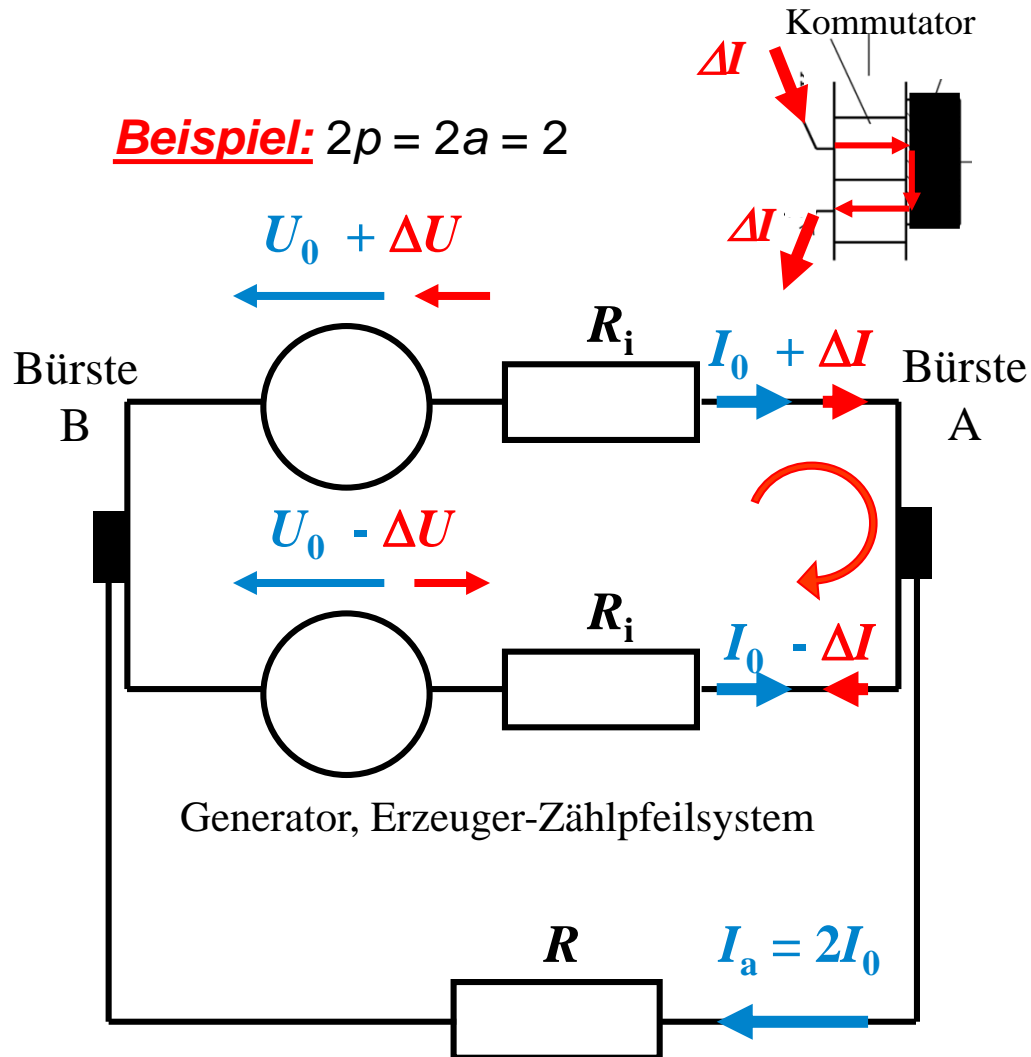 Kommutator
ΔI
Beispiel: 2p = 2a = 2
ΔI
U₀ + ΔU
Rᵢ
I₀ + ΔI
Bürste
B
Bürste
A
U₀ - ΔU
Rᵢ
I₀ - ΔI
Generator, Erzeuger-Zählpfeilsystem
R
Iₐ = 2I₀